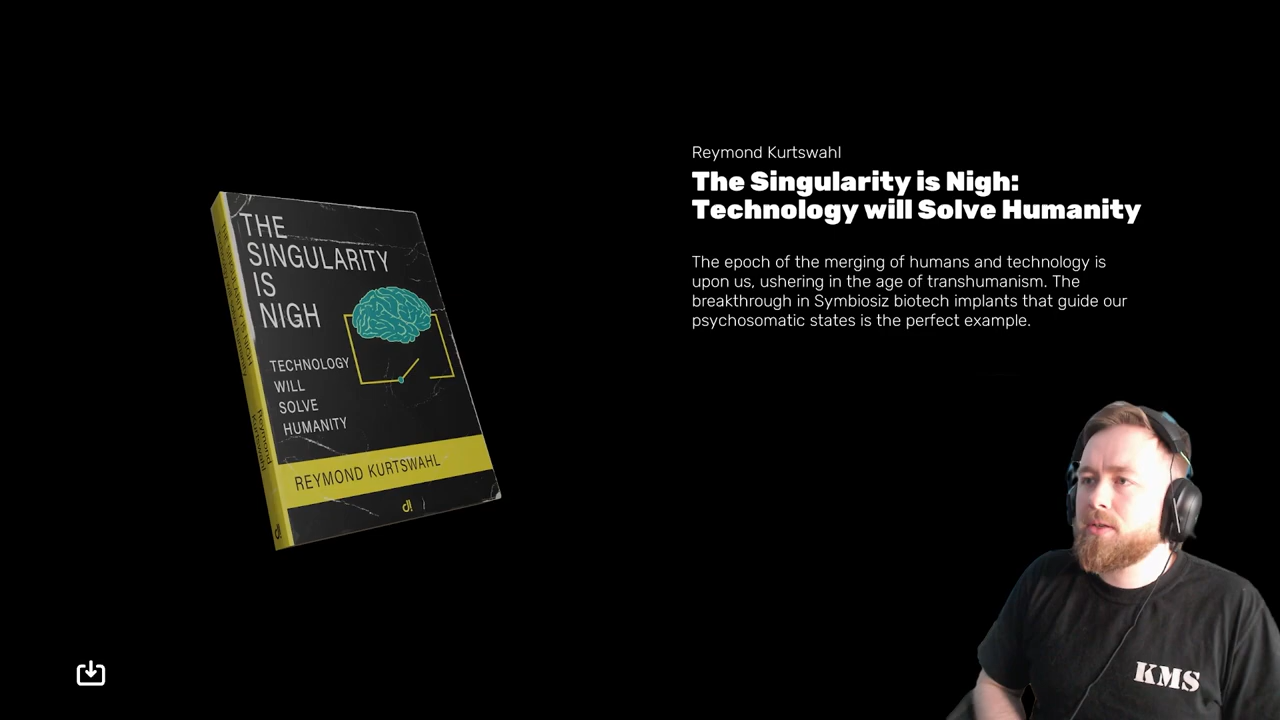 THE
SINGULARITY
IS
NIGH
TECHNOLOGY
WILL
SOLVE
HUMANITY
REYMOND KURTSWAHL
d!
Reymond Kurtswahl
d!
Reymond Kurtswahl
The Singularity is Nigh:
Technology will Solve Humanity
The epoch of the merging of humans and technology is
upon us, ushering in the age of transhumanism. The
breakthrough in Symbiosiz biotech implants that guide our
psychosomatic states is the perfect example.
KMS